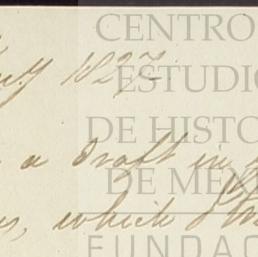 CENTRO
ESTUDIO
DE HISTO
DE MÉX
FUNDAC
1827
a draft in
which